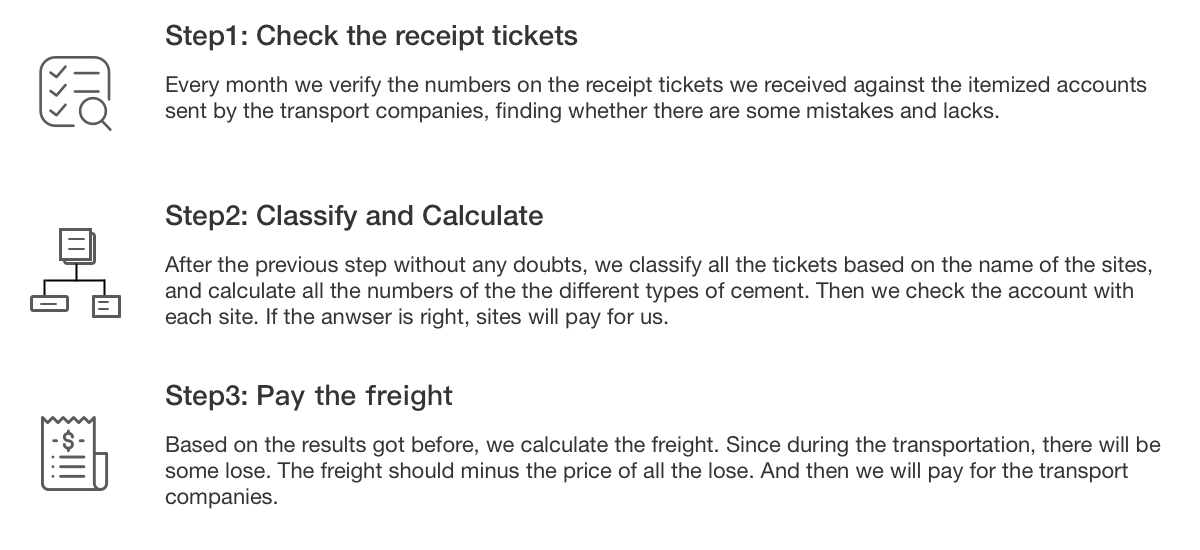 Step1: Check the receipt tickets
Every month we verify the numbers on the receipt tickets we received against the itemized accounts
sent by the transport companies, finding whether there are some mistakes and lacks.
Step2: Classify and Calculate
After the previous step without any doubts, we classify all the tickets based on the name of the sites,
and calculate all the numbers of the the different types of cement. Then we check the account with
each site. If the anwser is right, sites will pay for us.
Step3: Pay the freight
-$-
Based on the results got before, we calculate the freight. Since during the transportation, there will be
some lose. The freight should minus the price of all the lose. And then we will pay for the transport
companies.